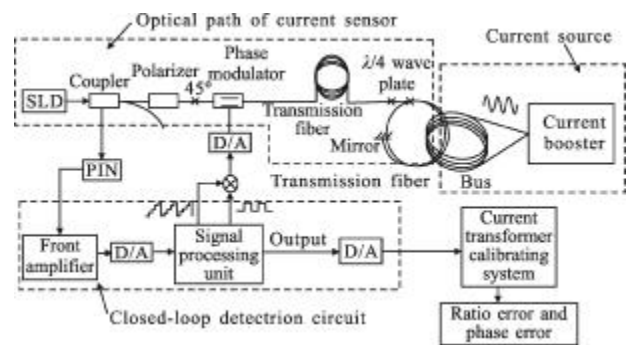 Optical path of current sensor
Current source
Phase
modulator
Polarizer
Coupler
45°
λ/4 wave
plate
SLD
Transmission
fiber
Mirror
Current
booster
D/A
PIN
Transmission fiber
Bus
Front
amplifier
D/A
Signal
processing
unit
Output
D/A
Current
transformer
calibrating
system
Ratio error and
phase error
Closed-loop detectrion circuit